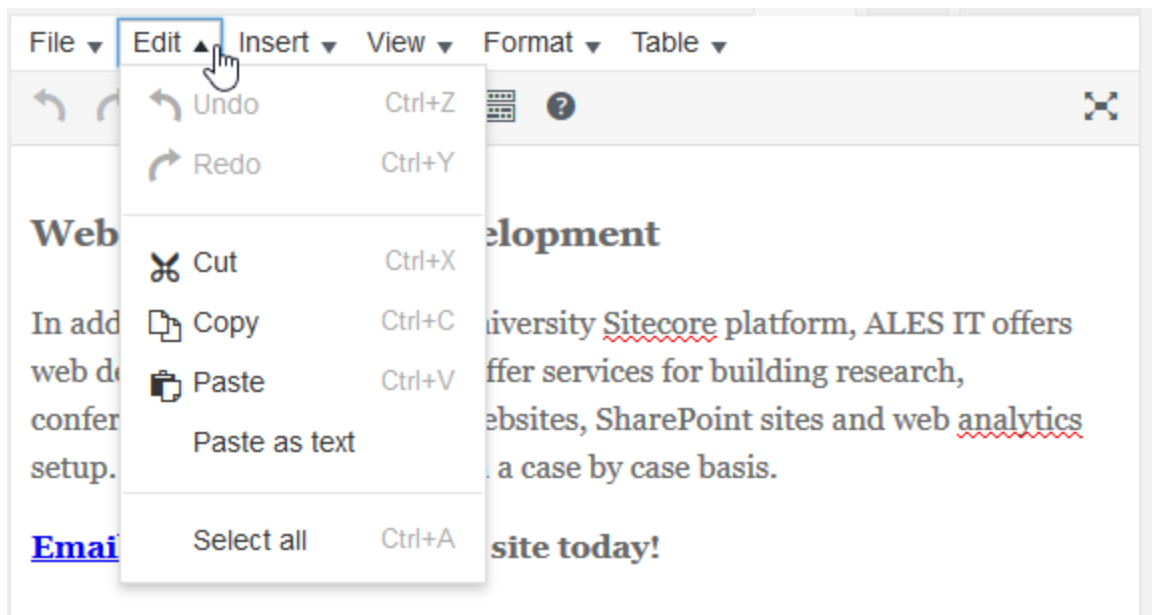 File Edit Insert View Format Table
Undo Ctrl+Z
Redo Ctrl+Y
Web elopment
Cut Ctrl+X
In add iversity Sitecore platform, ALES IT offers
Copy Ctrl+C
web de ffer services for building research,
Paste Ctrl+V
confer ebsites, SharePoint sites and web analytics
Paste as text
setup. a case by case basis.
Select all Ctrl+A
Emai site today!